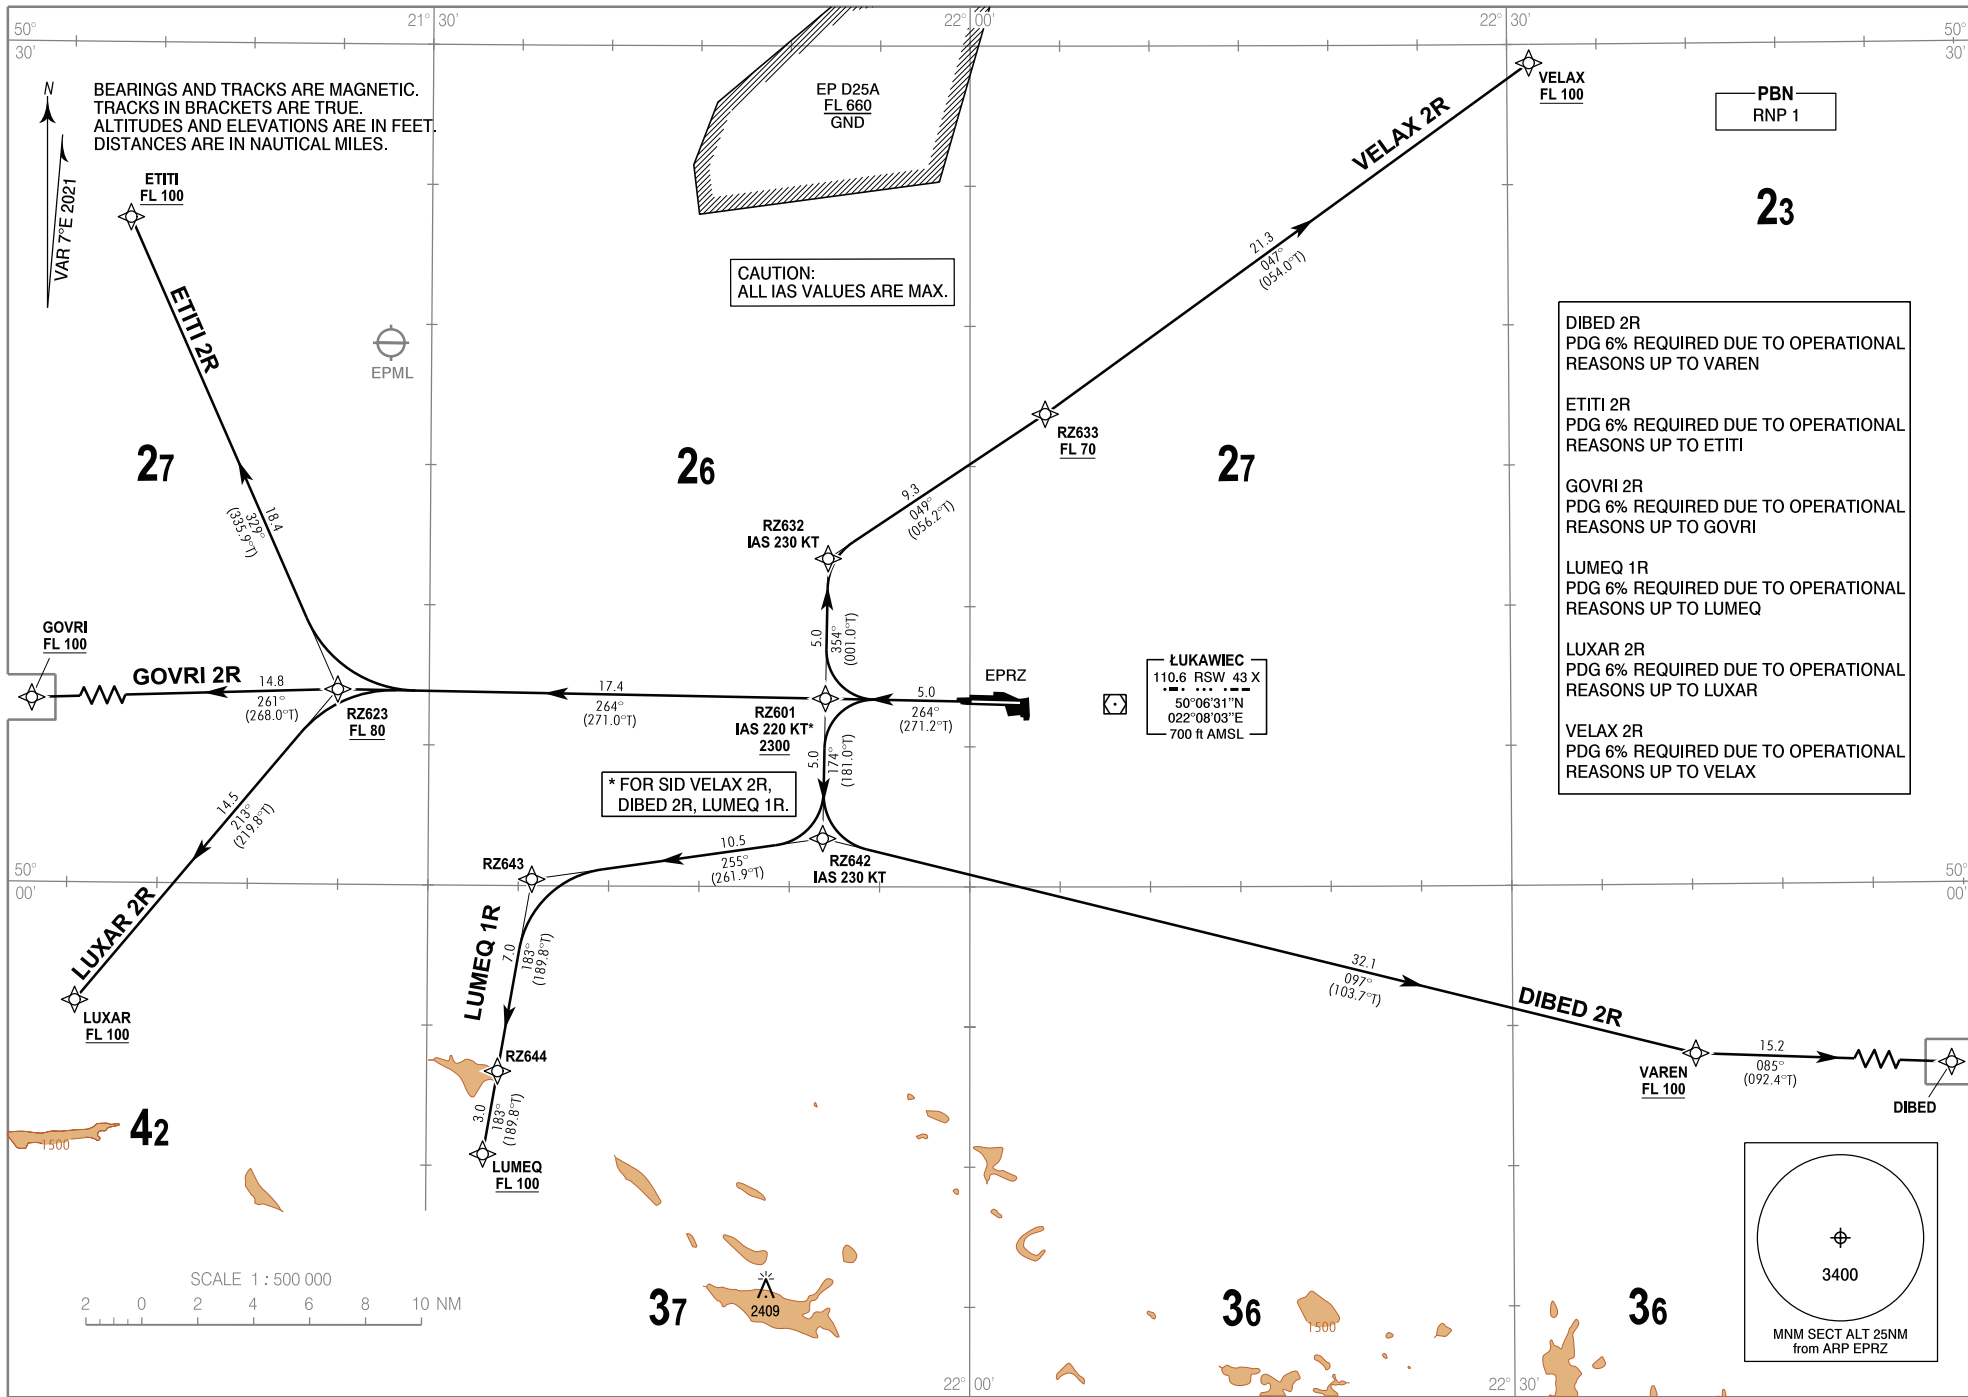 50°
30'
21° 30'
22° 00'
22° 30'
50°
30'
N
VAR 7°E 2021
BEARINGS AND TRACKS ARE MAGNETIC.
TRACKS IN BRACKETS ARE TRUE.
ALTITUDES AND ELEVATIONS ARE IN FEET.
DISTANCES ARE IN NAUTICAL MILES.
EP D25A
FL 660
GND
VELAX
FL 100
PBN
RNP 1
ETITI
FL 100
VELAX 2R
23
21.3
047°
(054.0°T)
CAUTION:
ALL IAS VALUES ARE MAX.
ETITI 2R
EPML
DIBED 2R
PDG 6% REQUIRED DUE TO OPERATIONAL
REASONS UP TO VAREN
ETITI 2R
PDG 6% REQUIRED DUE TO OPERATIONAL
REASONS UP TO ETITI
GOVRI 2R
PDG 6% REQUIRED DUE TO OPERATIONAL
REASONS UP TO GOVRI
LUMEQ 1R
PDG 6% REQUIRED DUE TO OPERATIONAL
REASONS UP TO LUMEQ
LUXAR 2R
PDG 6% REQUIRED DUE TO OPERATIONAL
REASONS UP TO LUXAR
VELAX 2R
PDG 6% REQUIRED DUE TO OPERATIONAL
REASONS UP TO VELAX
RZ633
FL 70
27
26
27
18.4
329°
(335.9°T)
9.3
049°
(056.2°T)
RZ632
IAS 230 KT
5.0
354°
(001.0°T)
GOVRI
FL 100
GOVRI 2R
14.8
261°
(268.0°T)
RZ623
FL 80
17.4
264°
(271.0°T)
RZ601
IAS 220 KT*
2300
5.0
264°
(271.2°T)
EPRZ
ŁUKAWIEC
110.6 RSW 43 X
50°06'31"N
022°08'03"E
700 ft AMSL
5.0
174°
(181.0°T)
* FOR SID VELAX 2R,
DIBED 2R, LUMEQ 1R.
14.5
213°
(219.8°T)
10.5
255°
(261.9°T)
RZ643
RZ642
IAS 230 KT
50°
00'
50°
00'
LUXAR 2R
LUXAR
FL 100
LUMEQ 1R
7.0
183°
(189.8°T)
RZ644
3.0
183°
(189.8°T)
LUMEQ
FL 100
32.1
097°
(103.7°T)
DIBED 2R
VAREN
FL 100
15.2
085°
(092.4°T)
DIBED
42
1500
37
2409
36
1500
36
3400
MNM SECT ALT 25NM
from ARP EPRZ
SCALE 1 : 500 000
2 0 2 4 6 8 10 NM
22° 00'
22° 30'